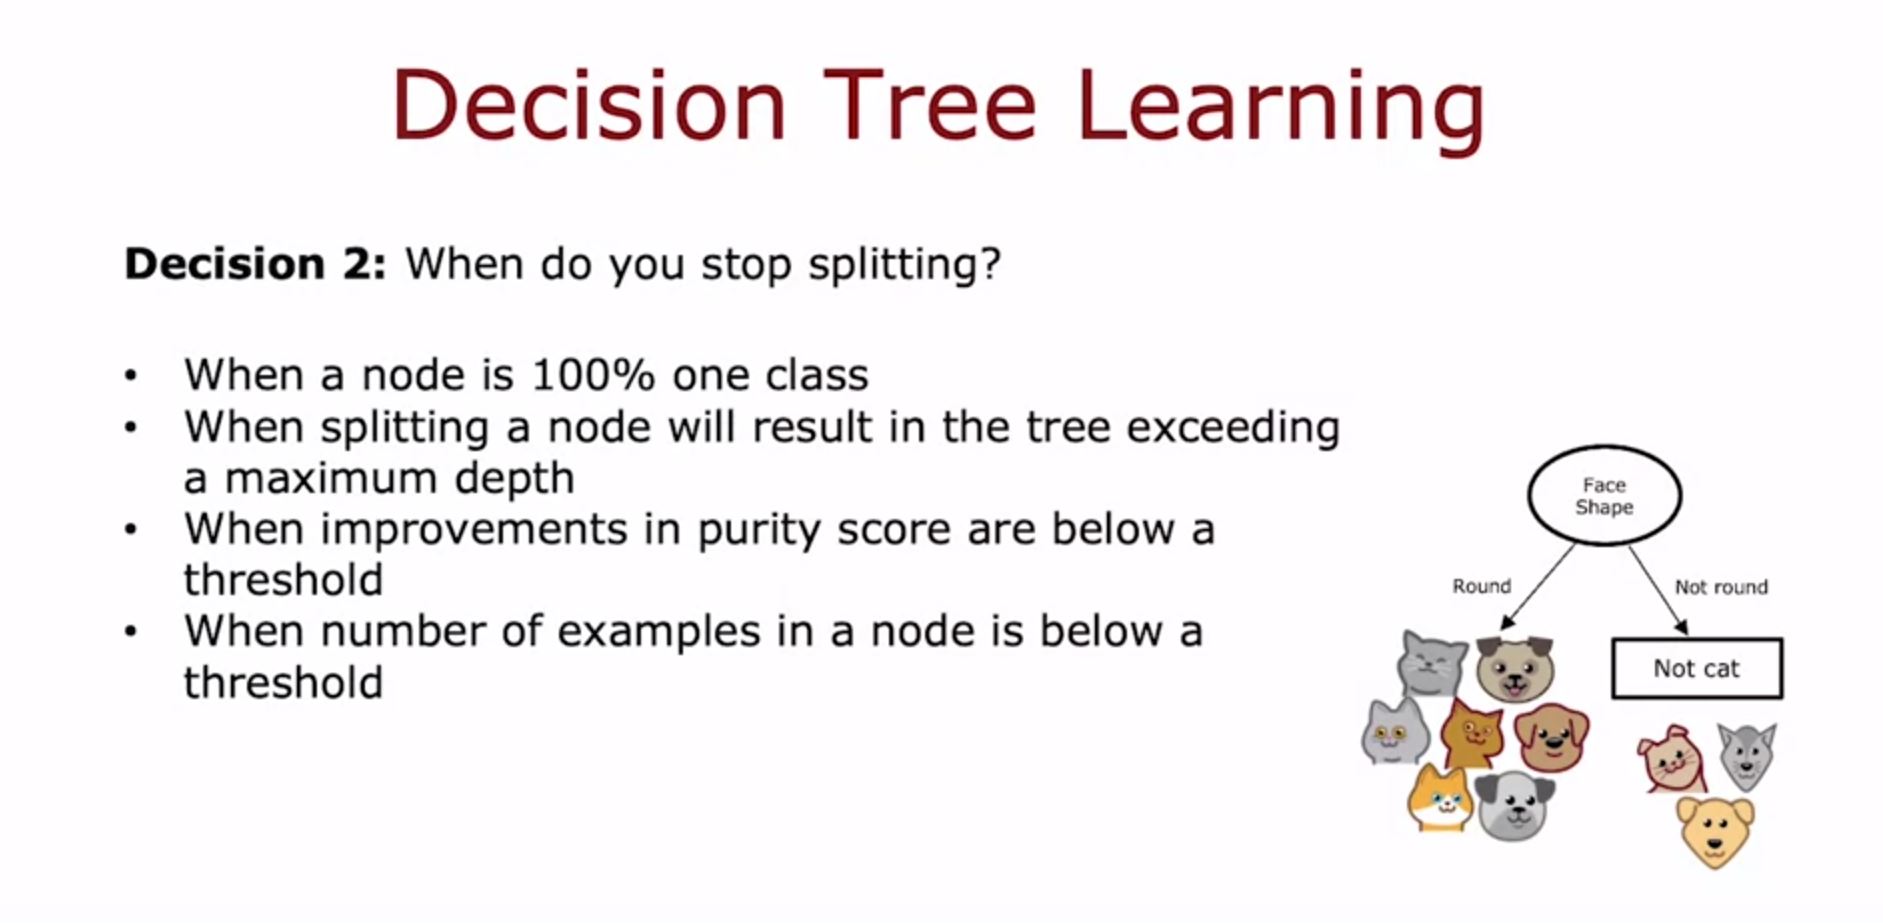 Decision Tree Learning
Decision 2: When do you stop splitting?
• When a node is 100% one class
• When splitting a node will result in the tree exceeding
a maximum depth
• When improvements in purity score are below a
threshold
• When number of examples in a node is below a
threshold
Face
Shape
Round
Not round
Not cat